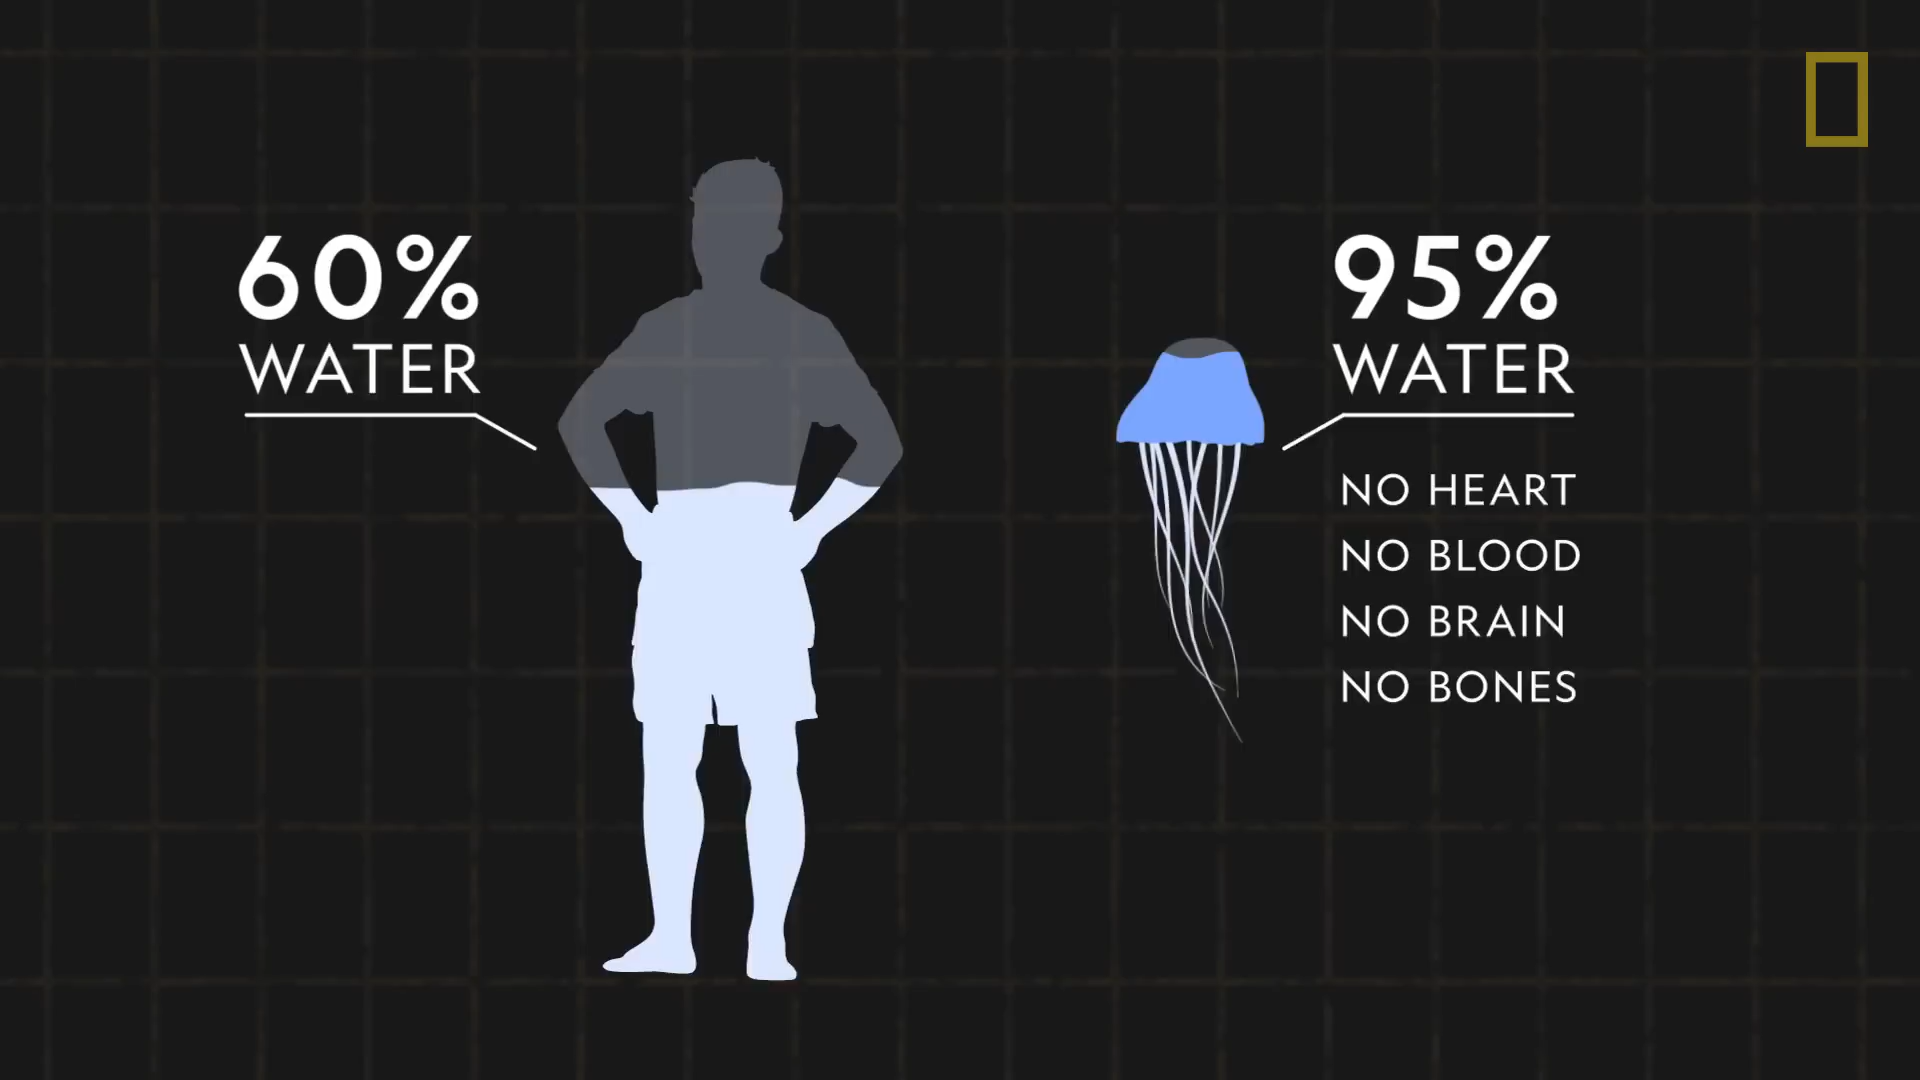 60%
WATER
95%
WATER
NO HEART
NO BLOOD
NO BRAIN
NO BONES